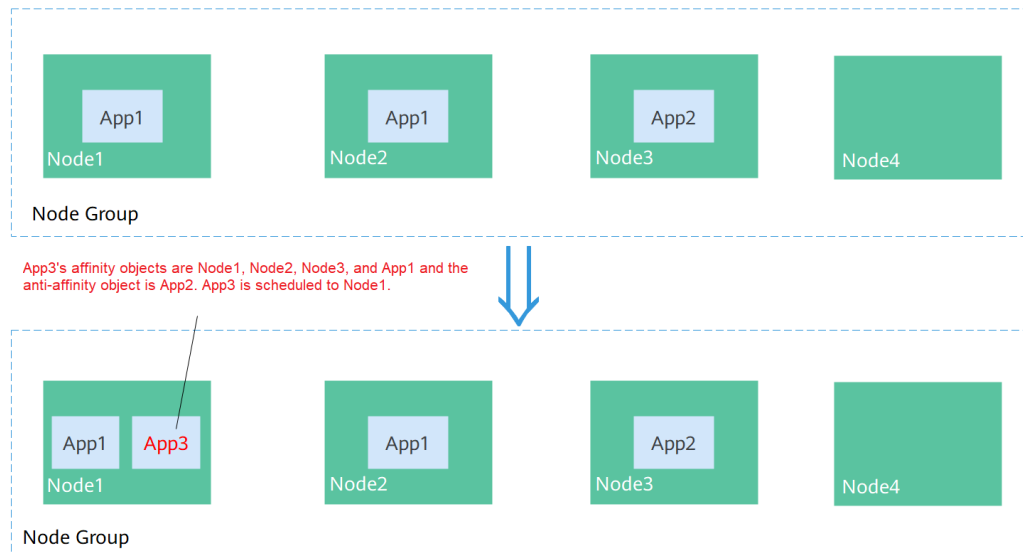 App1
App1
App2
Node1
Node2
Node3
Node4
Node Group
App3's affinity objects are Node1, Node2, Node3, and App1 and the
anti-affinity object is App2. App3 is scheduled to Node1.
App1
App3
App1
App2
Node1
Node2
Node3
Node4
Node Group